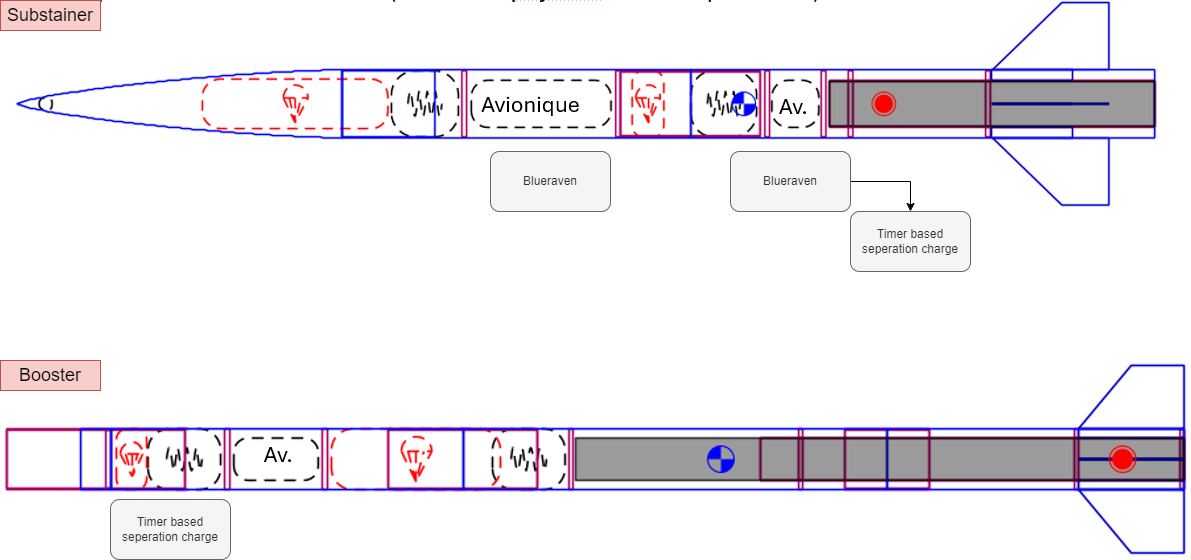 Substainer
Avionique
Av.
Blueraven
Blueraven
Timer based
seperation charge
Booster
Av.
Timer based
seperation charge